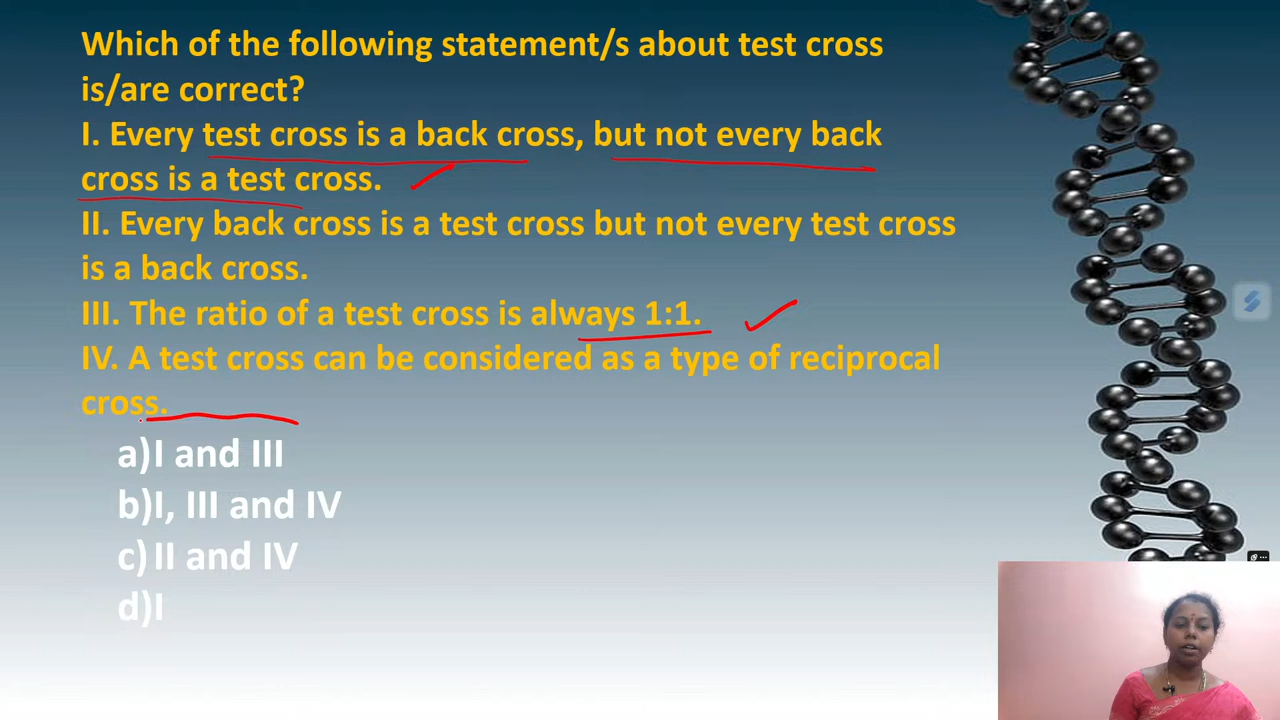 Which of the following statement/s about test cross
is/are correct?
I. Every test cross is a back cross, but not every back
cross is a test cross.
II. Every back cross is a test cross but not every test cross
is a back cross.
III. The ratio of a test cross is always 1:1.
IV. A test cross can be considered as a type of reciprocal
cross.
a)I and III
b)I, III and IV
c) II and IV
d)I